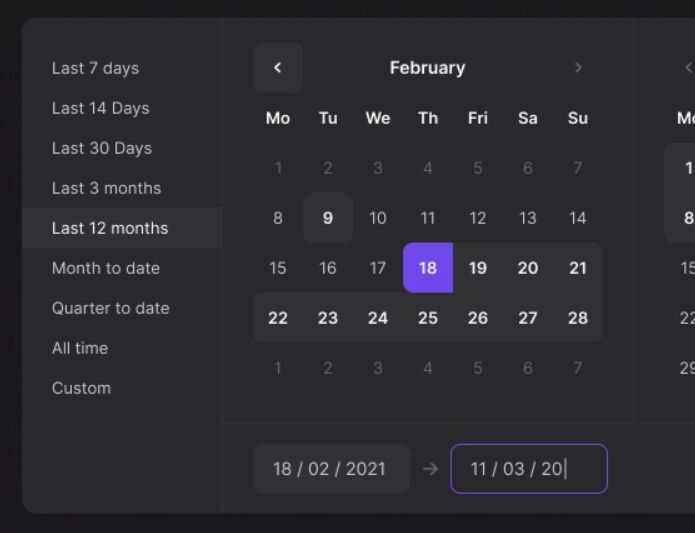 Last 7 days
Last 14 Days
Last 30 Days
Last 3 months
Last 12 months
Month to date
Quarter to date
All time
Custom
February
Mo Tu We Th Fri Sa Su
1 2 3 4 5 6 7
8 9 10 11 12 13 14
15 16 17 18 19 20 21
22 23 24 25 26 27 28
1 2 3 4 5 6 7
18 / 02 / 2021 → 11 / 03 / 20
1
8